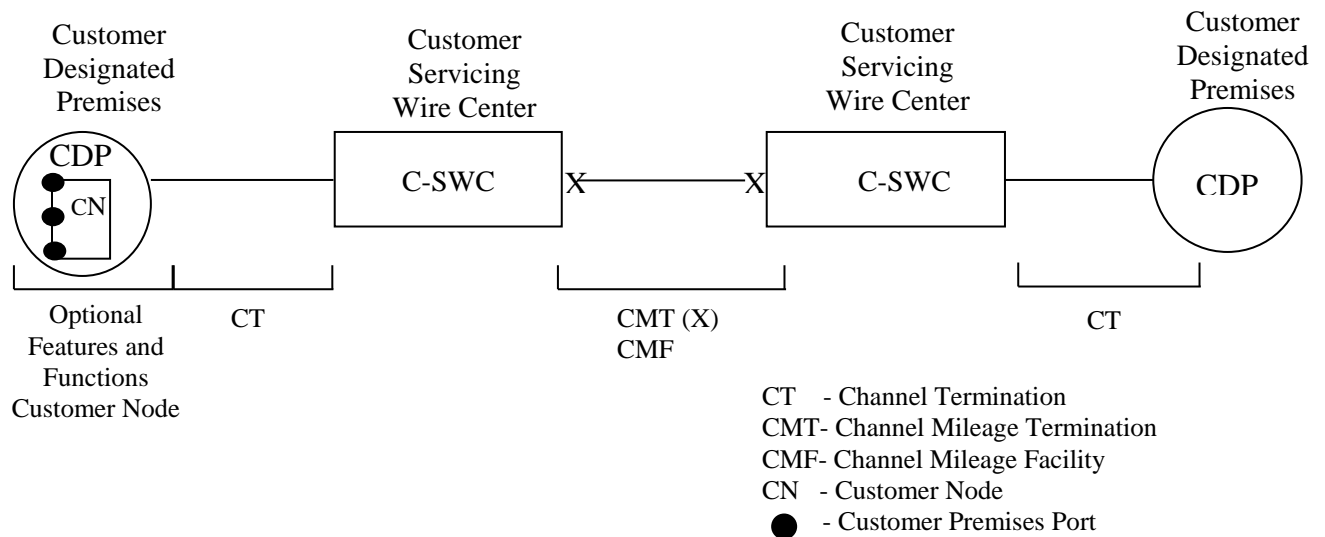 Customer
Designated
Premises
Customer
Servicing
Wire Center
Customer
Servicing
Wire Center
Customer
Designated
Premises
CDP
CN
C-SWC
X
X
C-SWC
CDP
Optional
Features and
Functions
Customer Node
CT
CMT (X)
CMF
CT
CT - Channel Termination
CMT- Channel Mileage Termination
CMF- Channel Mileage Facility
CN - Customer Node
- Customer Premises Port